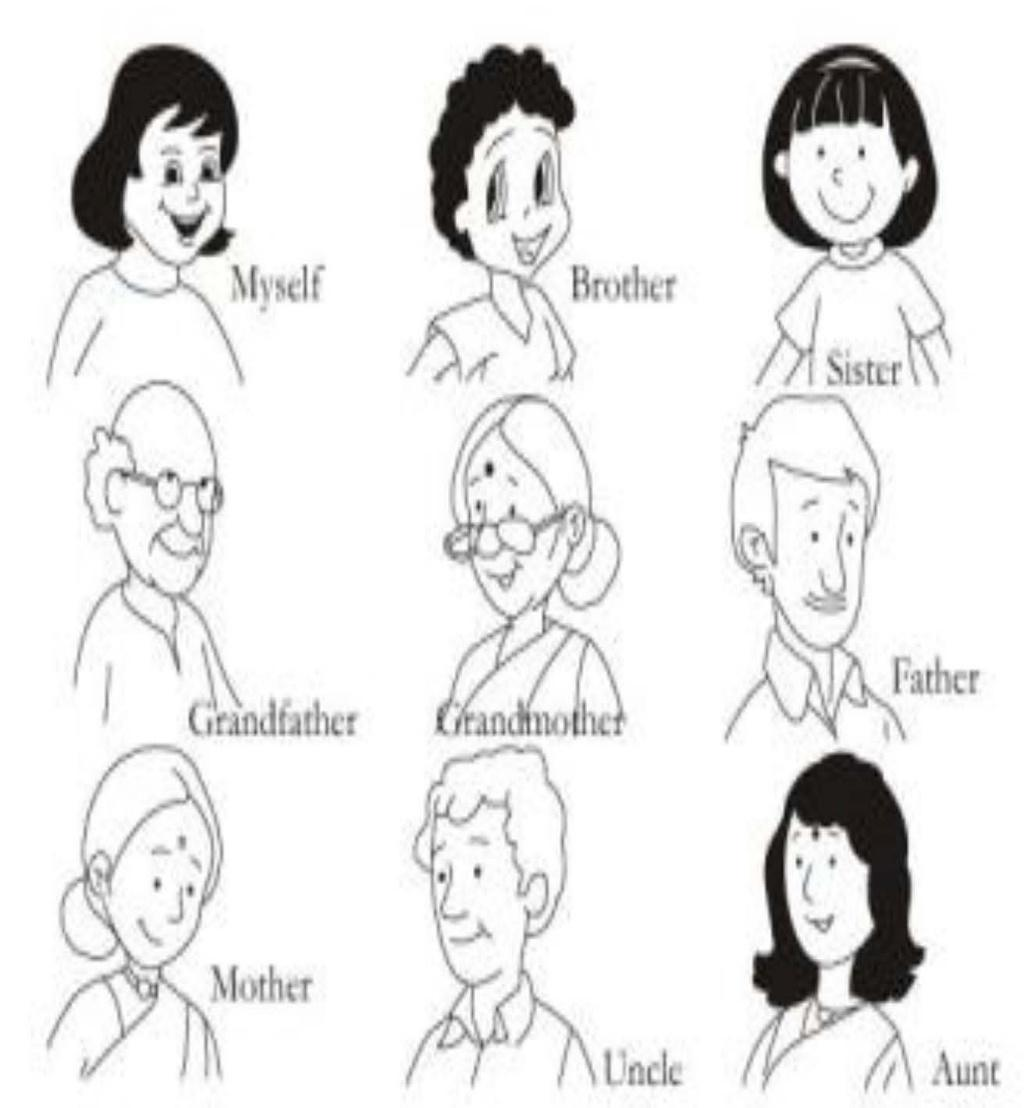 Myself
Brother
Sister
Grandfather
Grandmother
Father
Mother
Uncle
Aunt